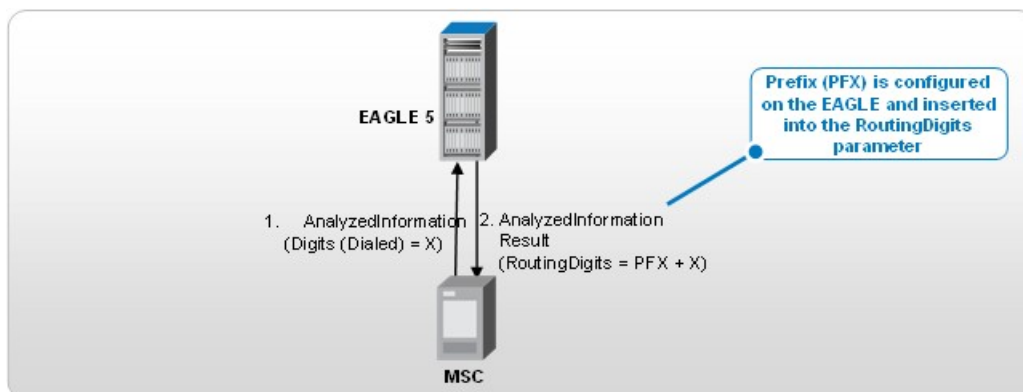 Prefix (PFX) is configured
on the EAGLE and inserted
into the RoutingDigits
parameter
EAGLE 5
1. AnalyzedInformation
(Digits (Dialed) = X)
2. AnalyzedInformation
Result
(RoutingDigits = PFX + X)
MSC